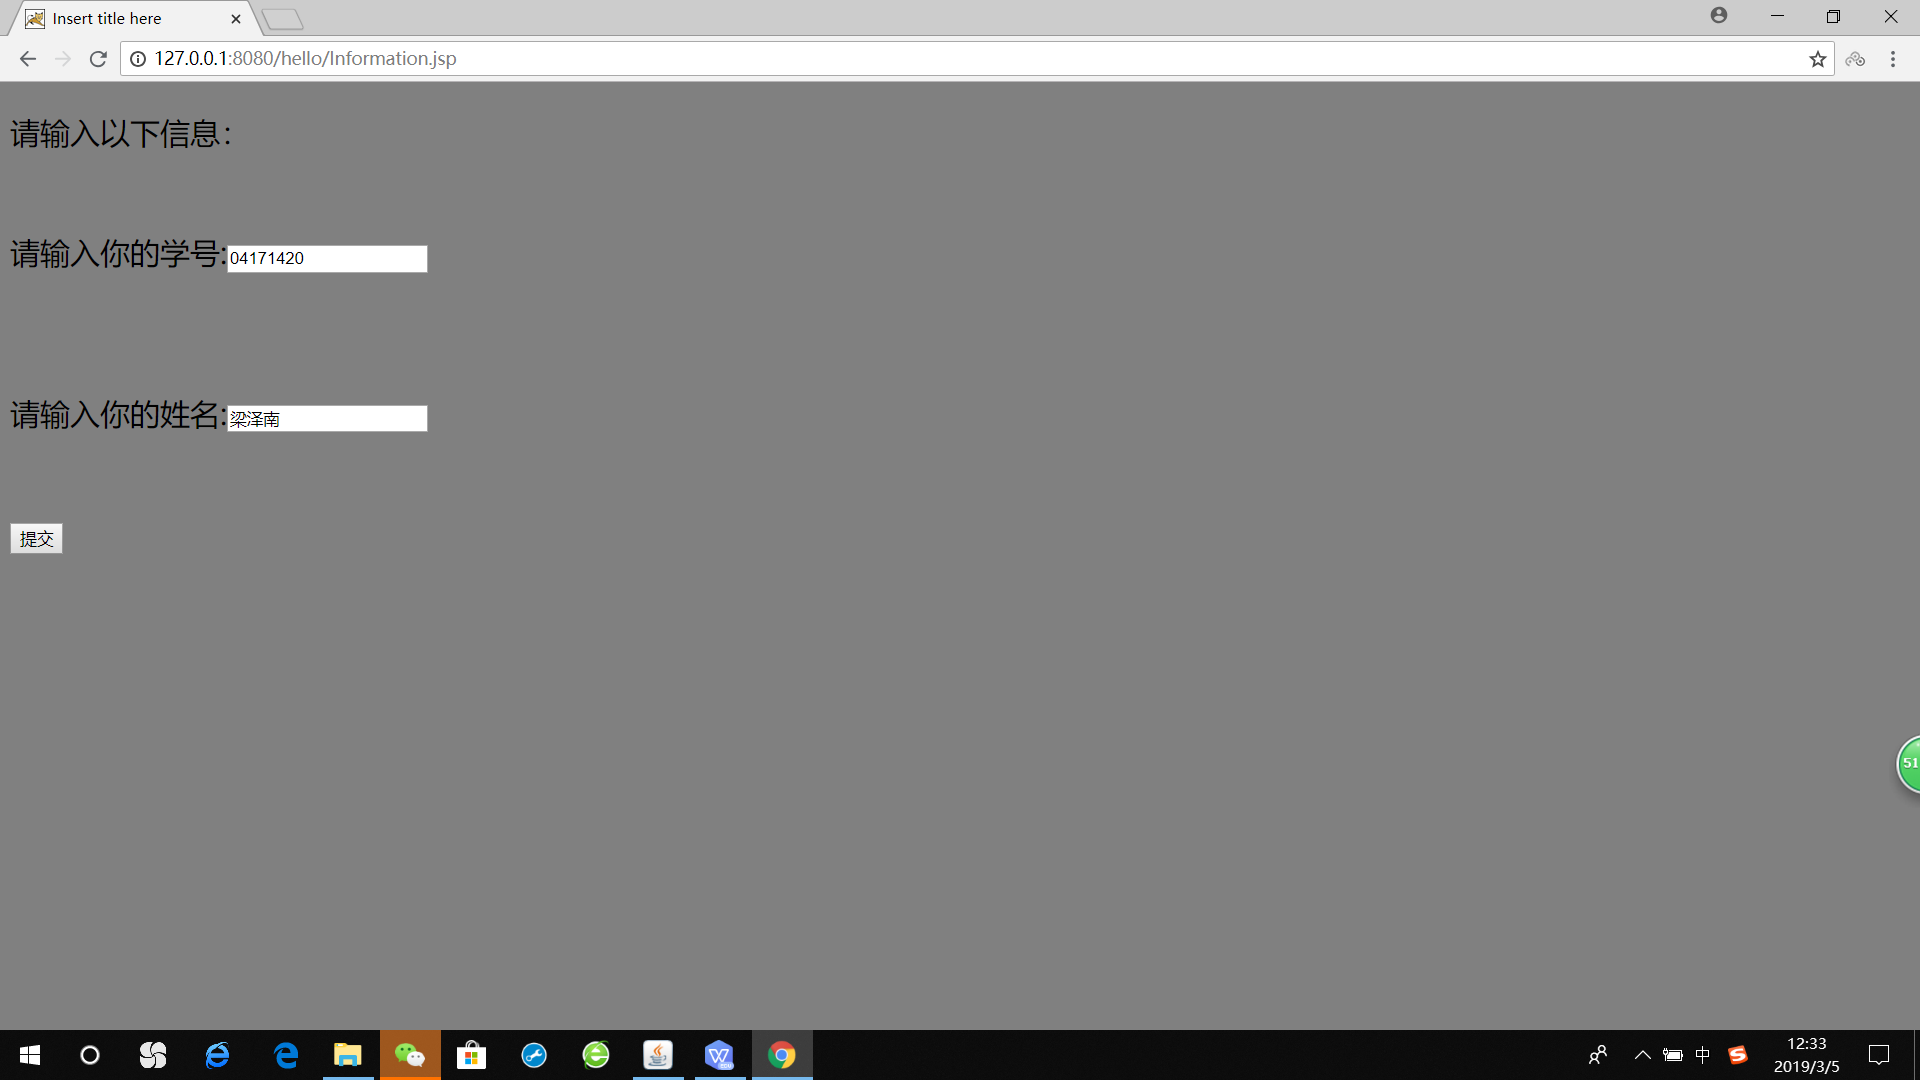 Insert title here
127.0.0.1:8080/hello/Information.jsp
请输入以下信息：
请输入你的学号:04171420
请输入你的姓名:梁泽南
提交
51
中
12:33
2019/3/5